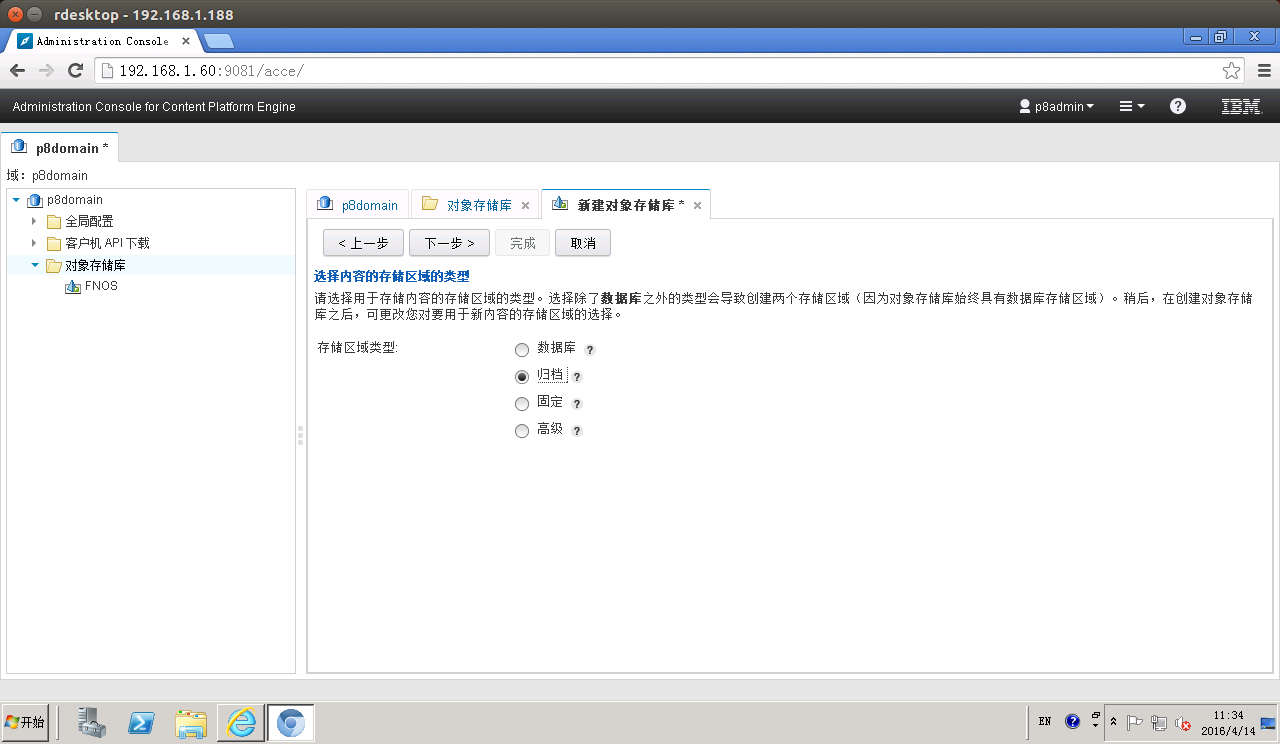 rdesktop - 192.168.1.188
Administration Console
192.168.1.60:9081/acce/
Administration Console for Content Platform Engine
p8admin
IBM
p8domain *
域: p8domain
p8domain
全局配置
客户机 API 下载
对象存储库
FNOS
p8domain
对象存储库
新建对象存储库 *
< 上一步
下一步 >
完成
取消
选择内容的存储区域的类型
请选择用于存储内容的存储区域的类型。选择除了数据库之外的类型会导致创建两个存储区域（因为对象存储库始终具有数据库存储区域）。稍后，在创建对象存储
库之后，可更改您对要用于新内容的存储区域的选择。
存储区域类型:
数据库 ?
归档 ?
固定 ?
高级 ?
开始
EN
11:34
2016/4/14